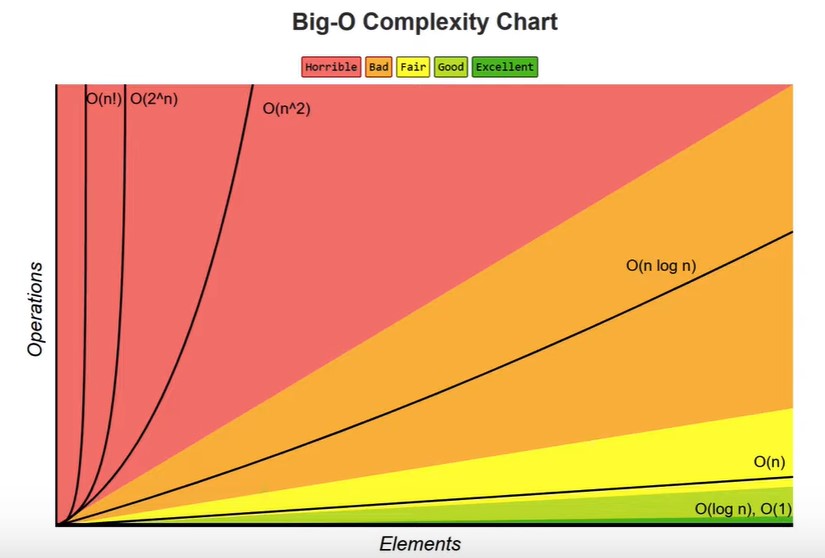 Big-O Complexity Chart
Horrible Bad Fair Good Excellent
O(n!) O(2^n)
O(n^2)
O(n log n)
O(n)
O(log n), O(1)
Operations
Elements